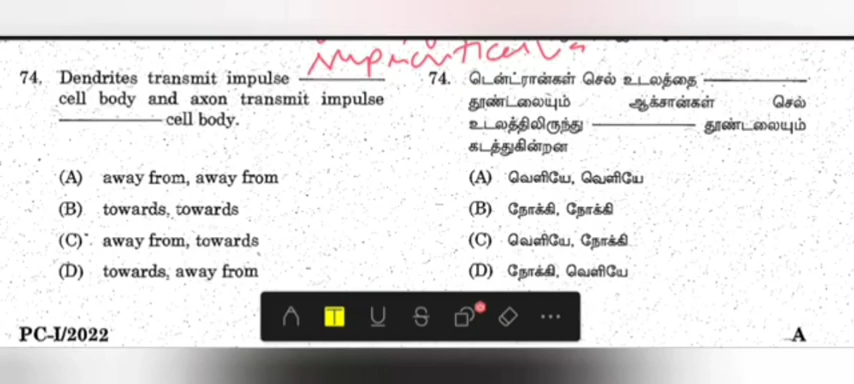 74. Dendrites transmit impulse ________
cell body and axon transmit impulse
________ cell body.
(A) away from, away from
(B) towards, towards
(C) away from, towards
(D) towards, away from
PC-I/2022
74. டென்ட்ரான்கள் செல் உடலத்தை ________
தூண்டலையும் ஆக்சான்கள் செல்
உடலத்திலிருந்து ________ தூண்டலையும்
கடத்துகின்றன
(A) வெளியே, வெளியே
(B) நோக்கி, நோக்கி
(C) வெளியே, நோக்கி
(D) நோக்கி, வெளியே
A